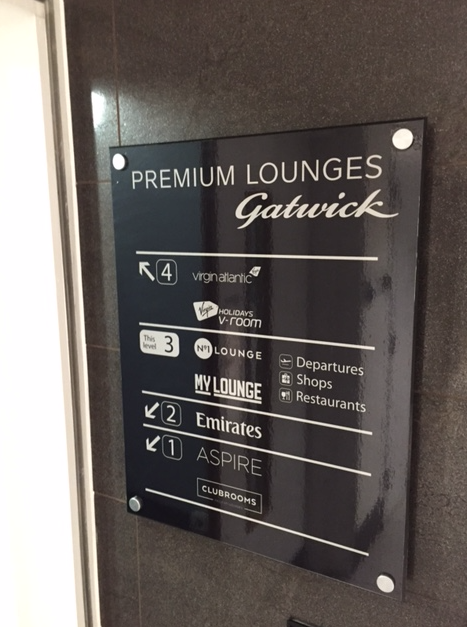 PREMIUM LOUNGES
Gatwick
4 virgin atlantic
Virgin HOLIDAYS
v-room
This level 3 No1 LOUNGE
MY LOUNGE
Departures
Shops
Restaurants
2 Emirates
1 ASPIRE
CLUBROOMS